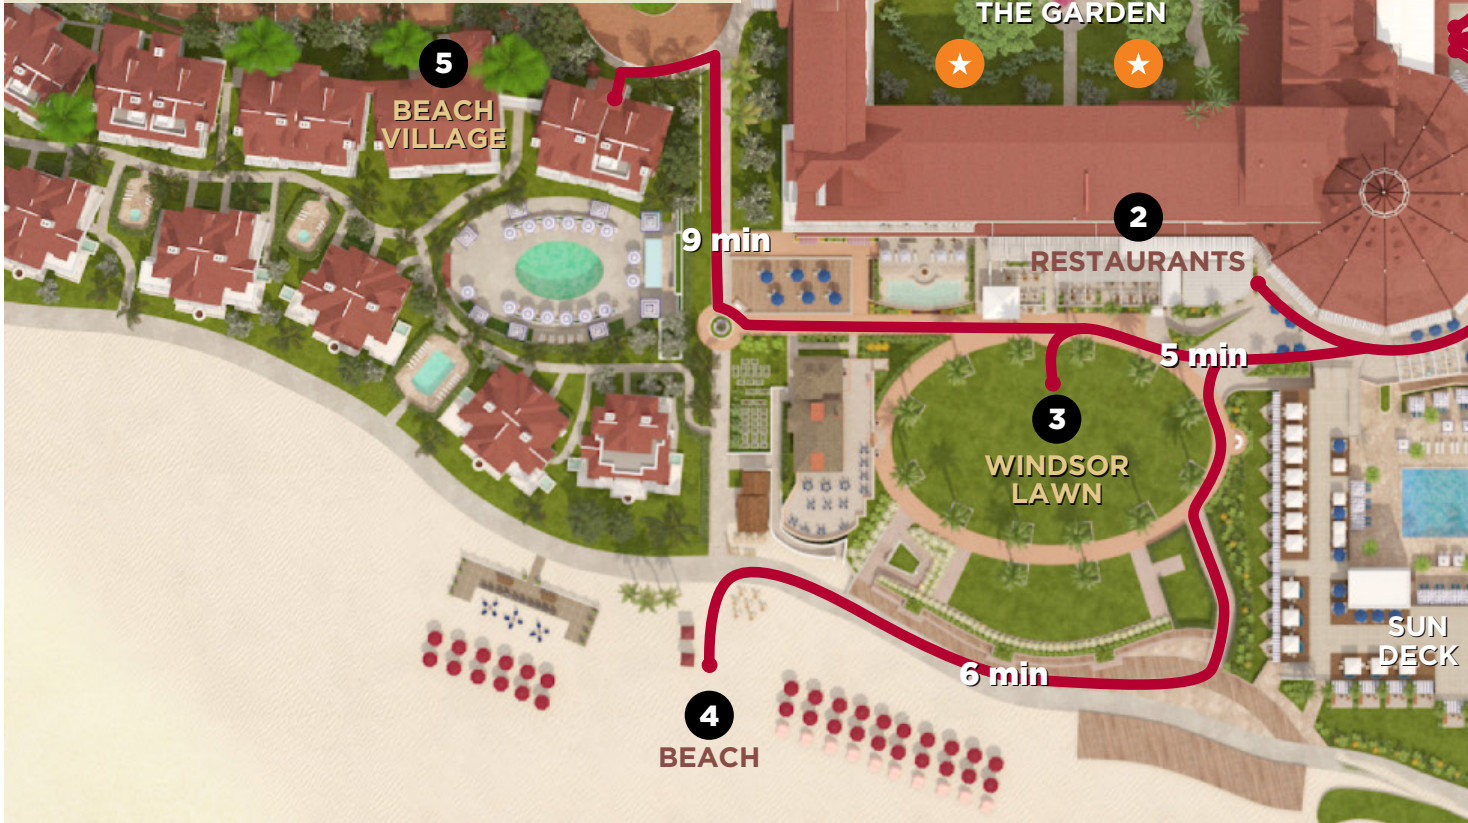 THE GARDEN
5
BEACH
VILLAGE
2
RESTAURANTS
9 min
5 min
3
WINDSOR
LAWN
SUN
DECK
6 min
4
BEACH